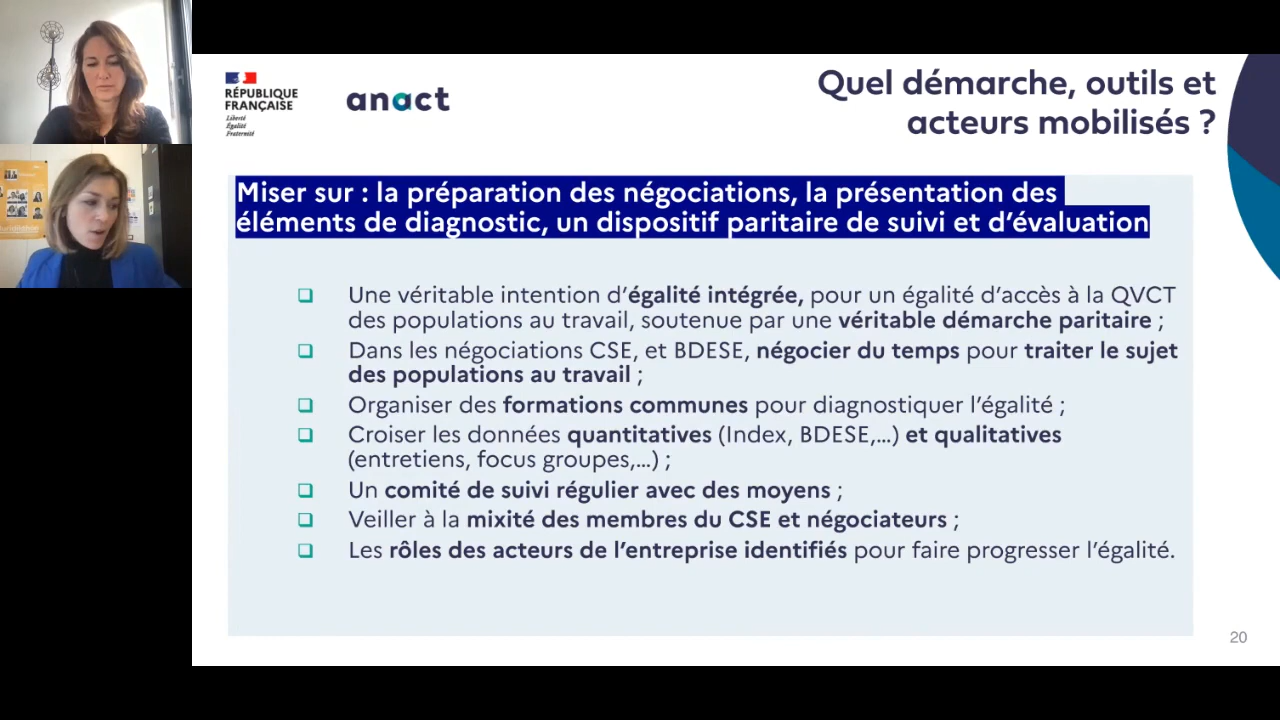 RÉPUBLIQUE
FRANÇAISE
Liberté
Égalité
Fraternité
anact
Quel démarche, outils et
acteurs mobilisés ?
Miser sur : la préparation des négociations, la présentation des
éléments de diagnostic, un dispositif paritaire de suivi et d’évaluation
Une véritable intention d’égalité intégrée, pour un égalité d’accès à la QVCT
des populations au travail, soutenue par une véritable démarche paritaire ;
Dans les négociations CSE, et BDESE, négocier du temps pour traiter le sujet
des populations au travail ;
Organiser des formations communes pour diagnostiquer l’égalité ;
Croiser les données quantitatives (Index, BDESE,…) et qualitatives
(entretiens, focus groupes,…) ;
Un comité de suivi régulier avec des moyens ;
Veiller à la mixité des membres du CSE et négociateurs ;
Les rôles des acteurs de l’entreprise identifiés pour faire progresser l’égalité.
20